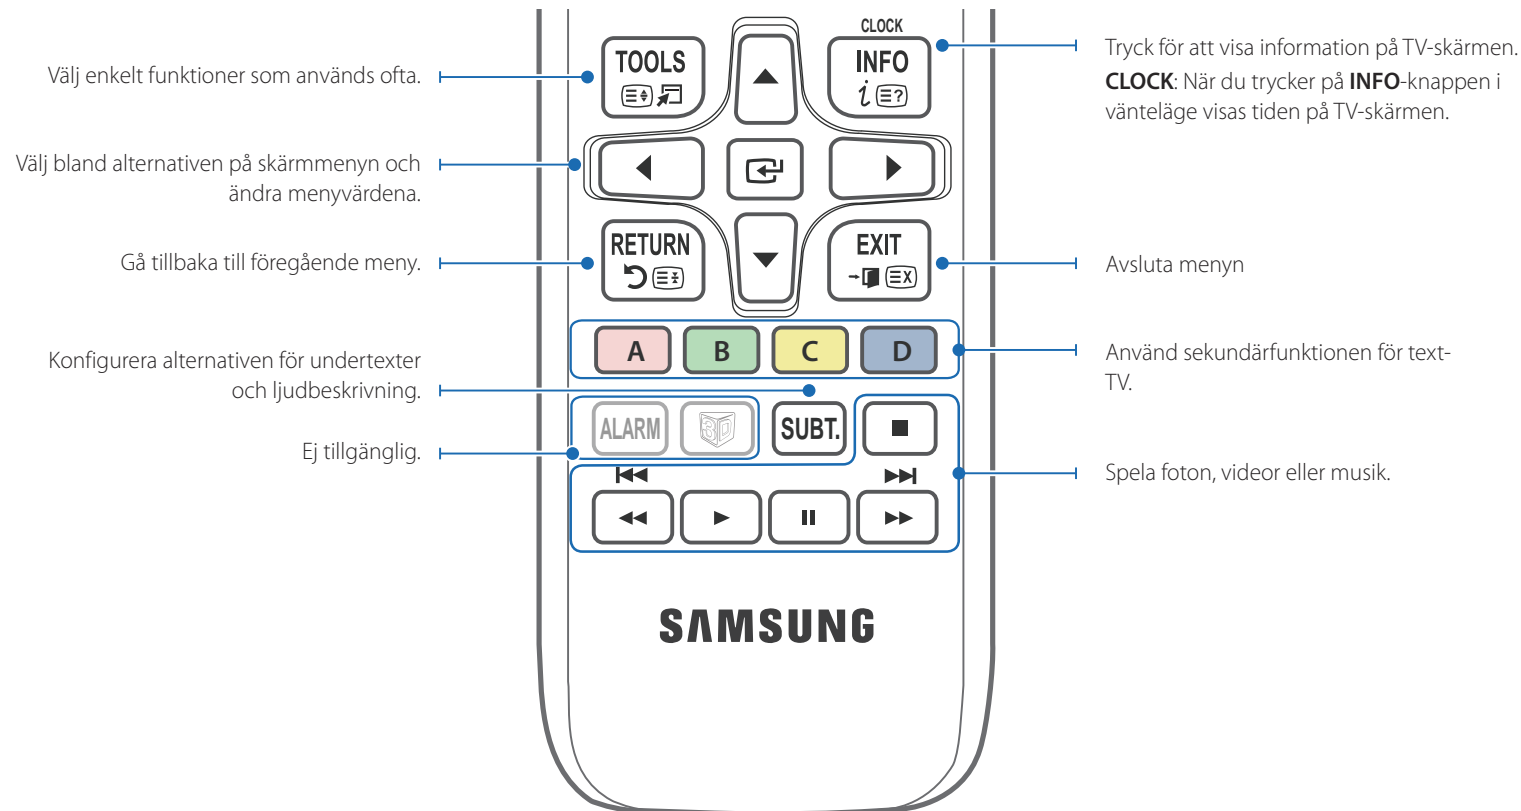 CLOCK
TOOLS
INFO
Välj enkelt funktioner som används ofta.
Tryck för att visa information på TV-skärmen.
CLOCK: När du trycker på INFO-knappen i
vänteläge visas tiden på TV-skärmen.
Välj bland alternativen på skärmmenyn och
ändra menyvärdena.
RETURN
EXIT
Gå tillbaka till föregående meny.
Avsluta menyn
A B C D
Konfigurera alternativen för undertexter
och ljudbeskrivning.
Använd sekundärfunktionen för text-
TV.
ALARM 3D SUBT.
Ej tillgänglig.
Spela foton, videor eller musik.
SAMSUNG